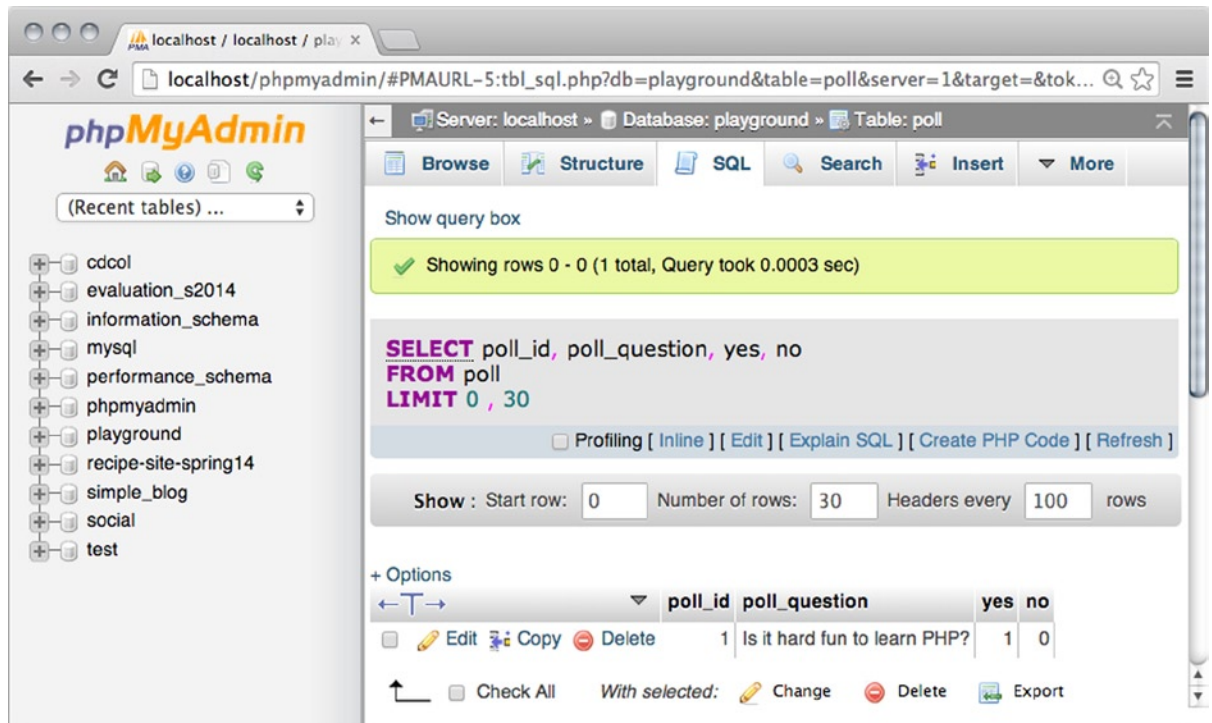 localhost / localhost / play
localhost/phpmyadmin/#PMAURL-5:tbl_sql.php?db=playground&table=poll&server=1&target=&tok...
phpMyAdmin
(Recent tables) ...
cdcol
evaluation_s2014
information_schema
mysql
performance_schema
phpmyadmin
playground
recipe-site-spring14
simple_blog
social
test
Server: localhost » Database: playground » Table: poll
Browse Structure SQL Search Insert More
Show query box
Showing rows 0 - 0 (1 total, Query took 0.0003 sec)
SELECT poll_id, poll_question, yes, no
FROM poll
LIMIT 0 , 30
Profiling [ Inline ] [ Edit ] [ Explain SQL ] [ Create PHP Code ] [ Refresh ]
Show : Start row: 0 Number of rows: 30 Headers every 100 rows
+ Options
←T→ poll_id poll_question yes no
Edit Copy Delete 1 Is it hard fun to learn PHP? 1 0
Check All With selected: Change Delete Export